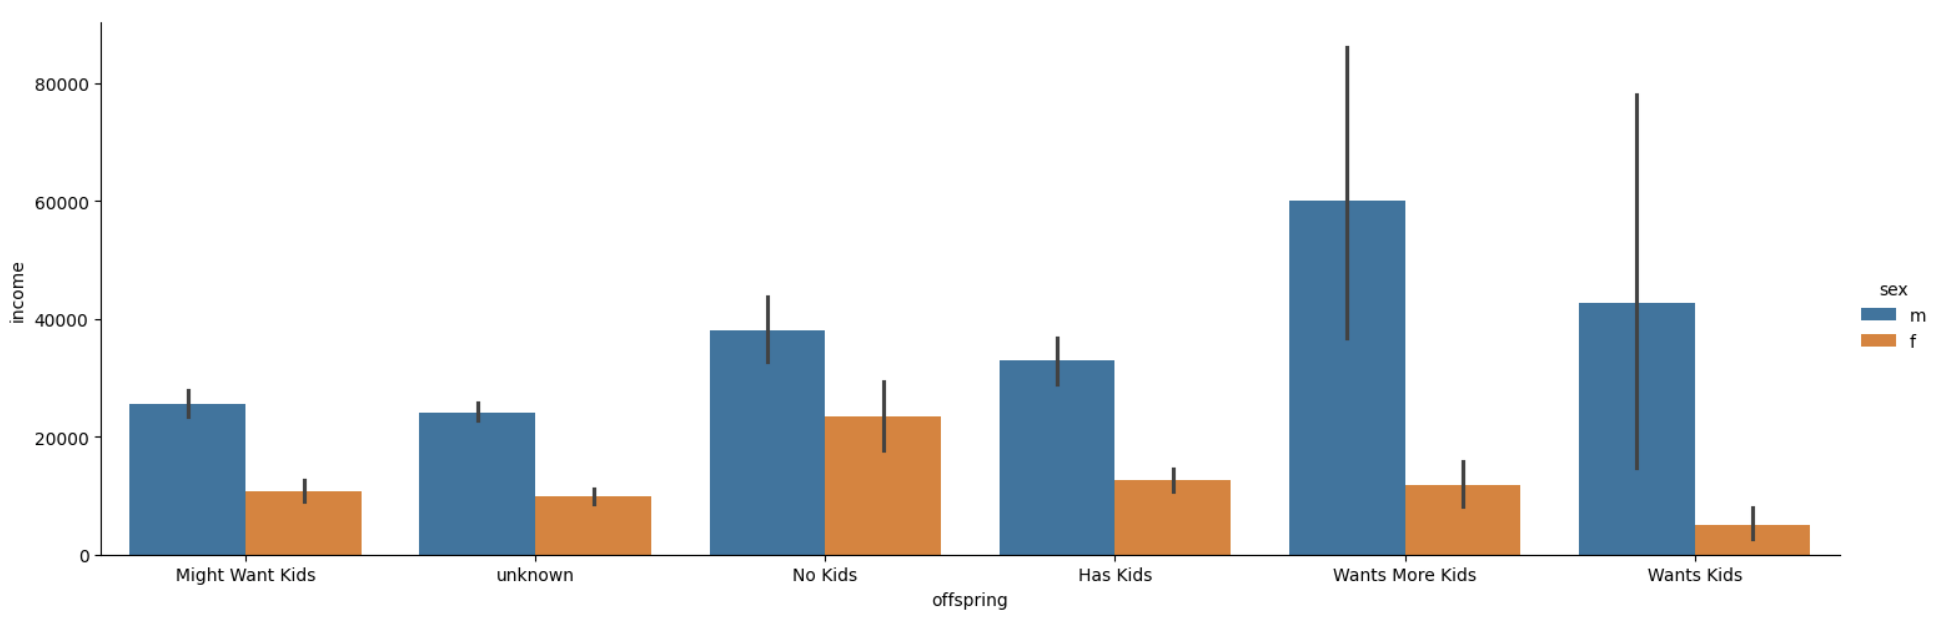 income
80000
60000
40000
20000
0
Might Want Kids
unknown
No Kids
Has Kids
Wants More Kids
Wants Kids
offspring
sex
m
f